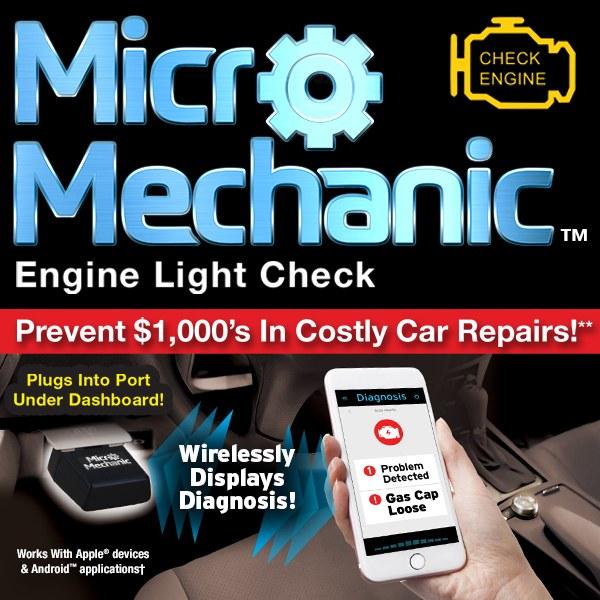 Micro
CHECK
ENGINE
Mechanic™
Engine Light Check
Prevent $1,000's In Costly Car Repairs!**
Plugs Into Port
Under Dashboard!
Micro
Mechanic
Wirelessly
Displays
Diagnosis!
Diagnosis
1 Problem
Detected
! Gas Cap
Loose
Works With Apple® devices
& Android™ applications†